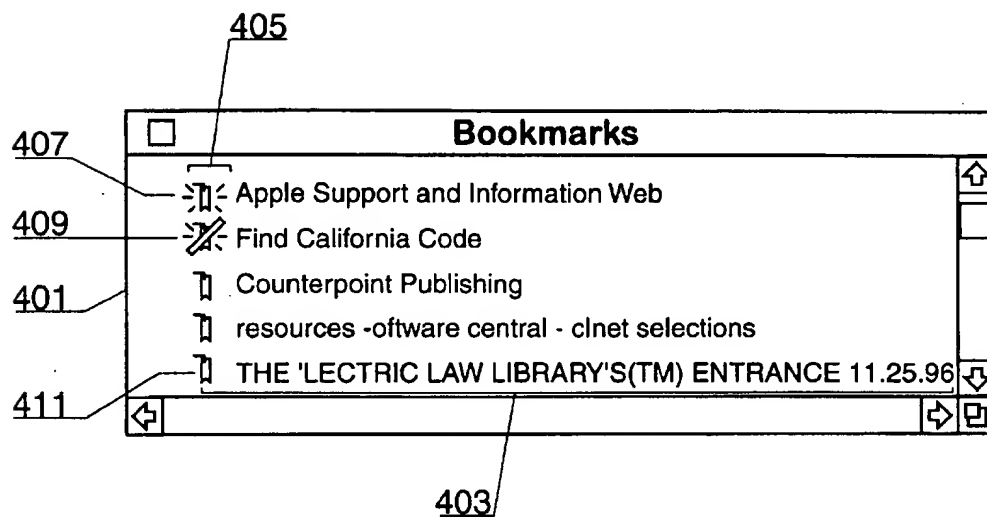 405
Bookmarks
407
Apple Support and Information Web
409
Find California Code
401
Counterpoint Publishing
resources -oftware central - clnet selections
411
THE 'LECTRIC LAW LIBRARY'S(TM) ENTRANCE 11.25.96
403